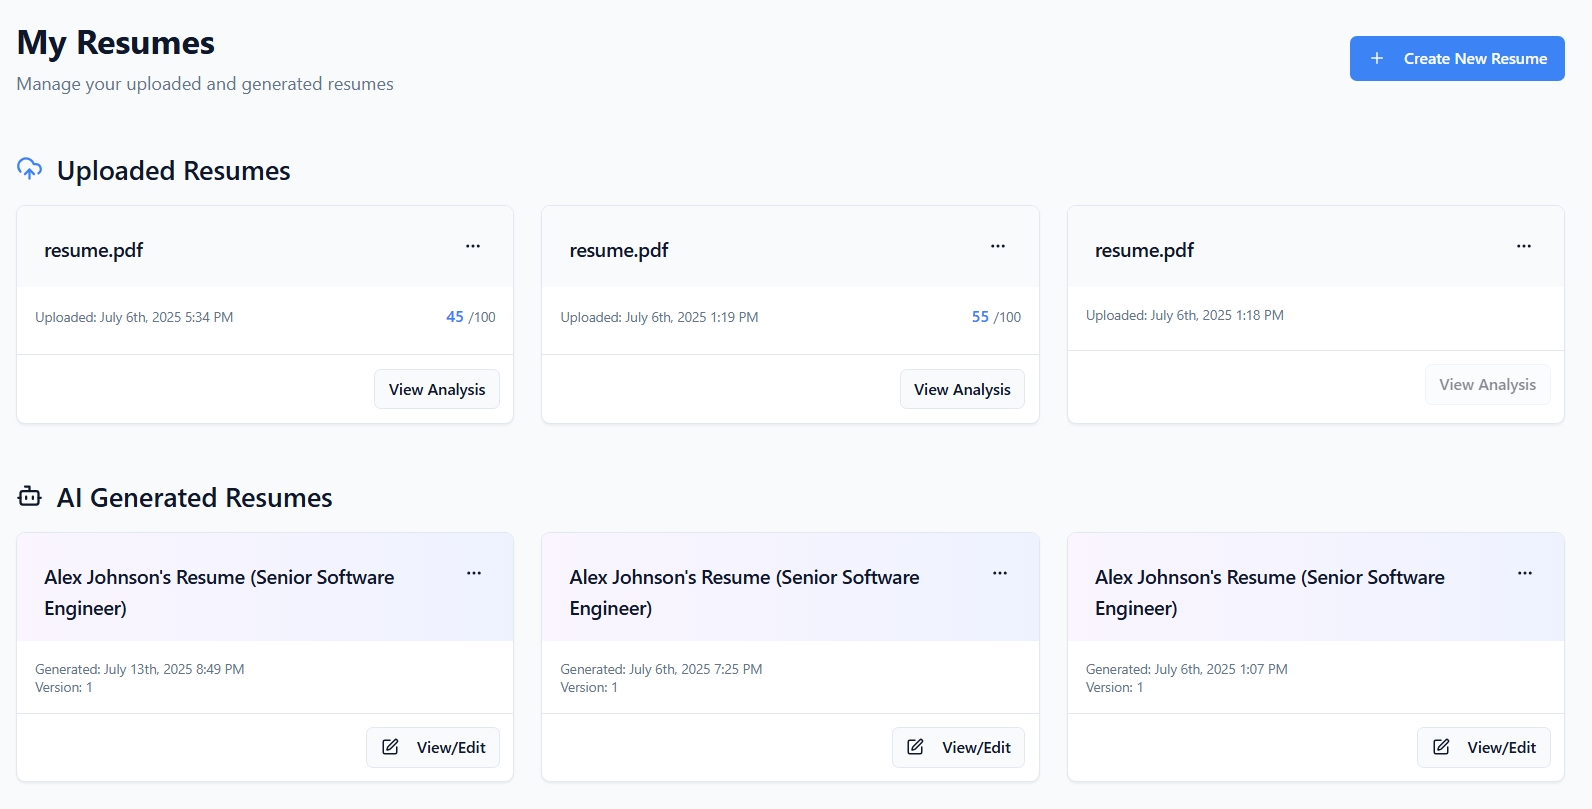 My Resumes
Manage your uploaded and generated resumes
Create New Resume
Uploaded Resumes
resume.pdf
Uploaded: July 6th, 2025 5:34 PM
45 /100
View Analysis
resume.pdf
Uploaded: July 6th, 2025 1:19 PM
55 /100
View Analysis
resume.pdf
Uploaded: July 6th, 2025 1:18 PM
View Analysis
AI Generated Resumes
Alex Johnson's Resume (Senior Software
Engineer)
Generated: July 13th, 2025 8:49 PM
Version: 1
View/Edit
Alex Johnson's Resume (Senior Software
Engineer)
Generated: July 6th, 2025 7:25 PM
Version: 1
View/Edit
Alex Johnson's Resume (Senior Software
Engineer)
Generated: July 6th, 2025 1:07 PM
Version: 1
View/Edit